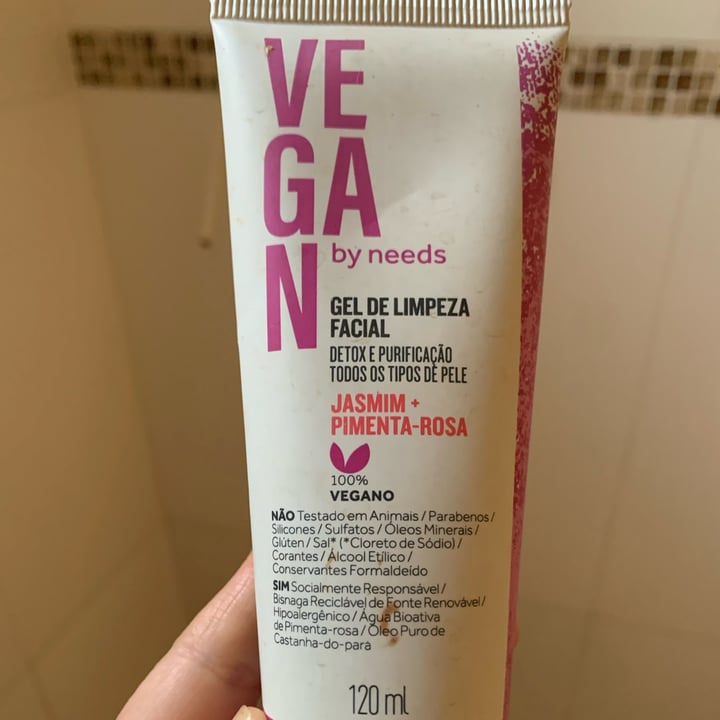 VE
GA
N
by needs
GEL DE LIMPEZA
FACIAL
DETOX E PURIFICAÇÃO
TODOS OS TIPOS DE PELE
JASMIM +
PIMENTA-ROSA
100%
VEGANO
NÃO Testado em Animais / Parabenos /
Silicones / Sulfatos / Óleos Minerais /
Glúten / Sal* (*Cloreto de Sódio) /
Corantes / Álcool Etílico /
Conservantes Formaldeído
SIM Socialmente Responsável /
Bisnaga Reciclável de Fonte Renovável /
Hipoalergênico / Água Bioativa
de Pimenta-rosa / Óleo Puro de
Castanha-do-pará
120 ml